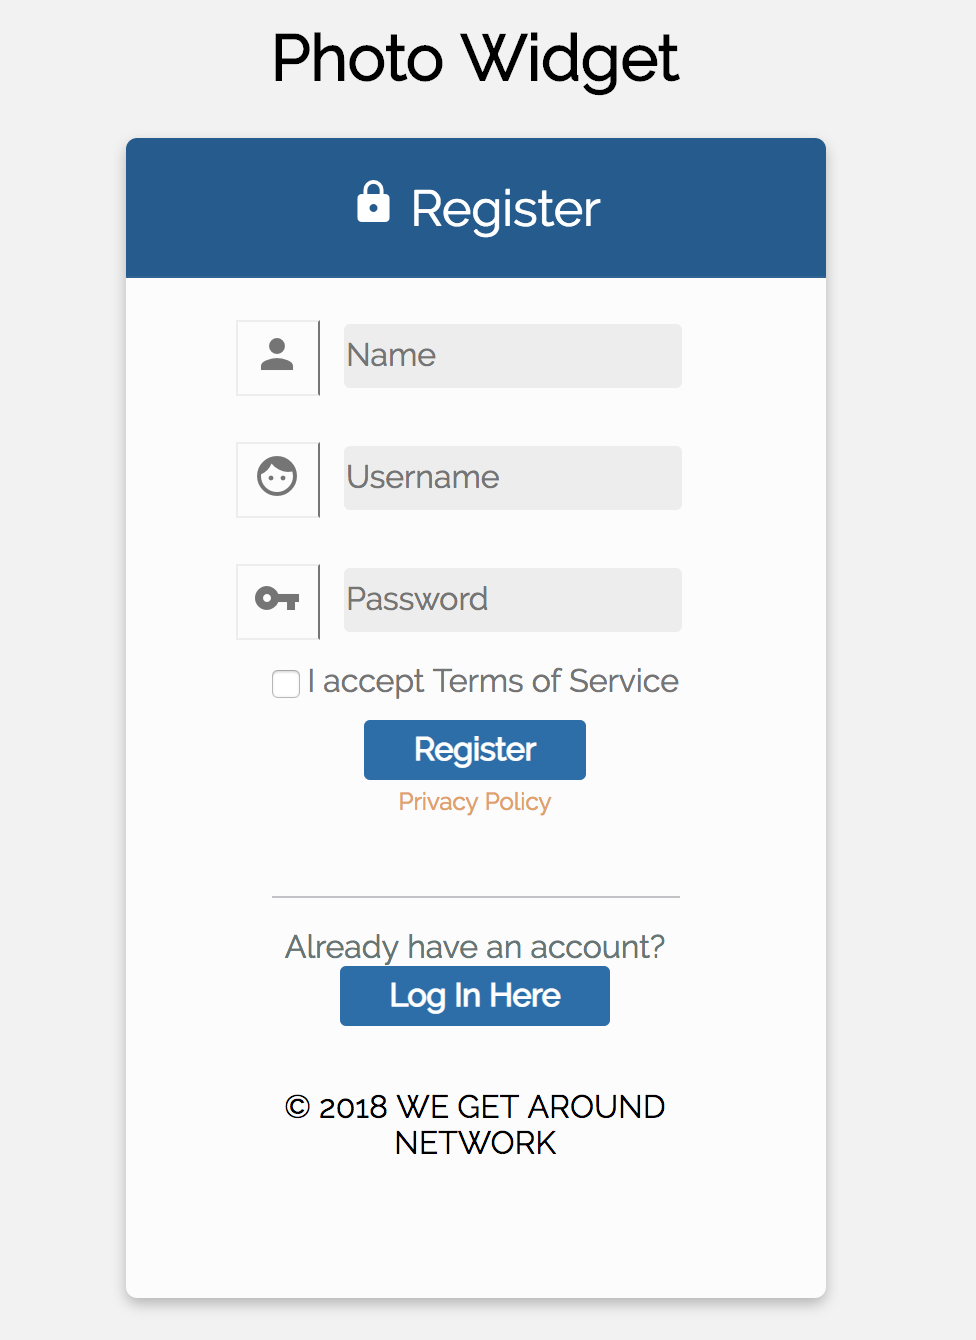 Photo Widget
Register
Name
Username
Password
I accept Terms of Service
Register
Privacy Policy
Already have an account?
Log In Here
© 2018 WE GET AROUND
NETWORK